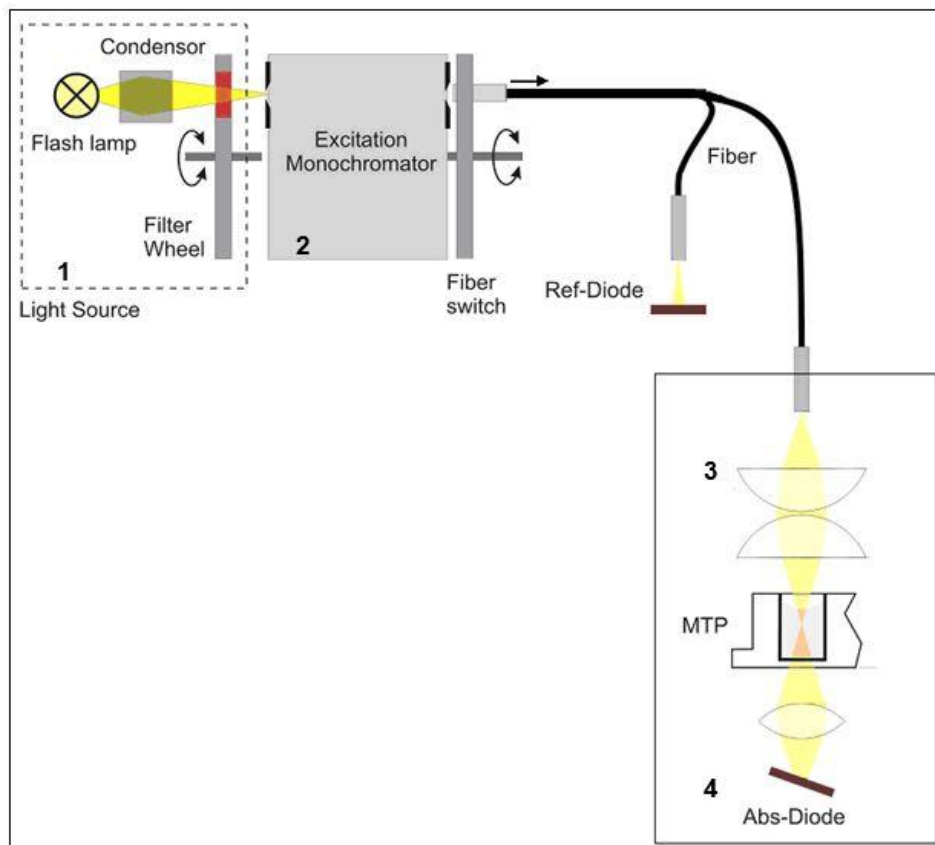 Condensor
Flash lamp
Excitation
Monochromator
Fiber
Filter
Wheel
1
2
Light Source
Fiber
switch
Ref-Diode
3
MTP
4
Abs-Diode